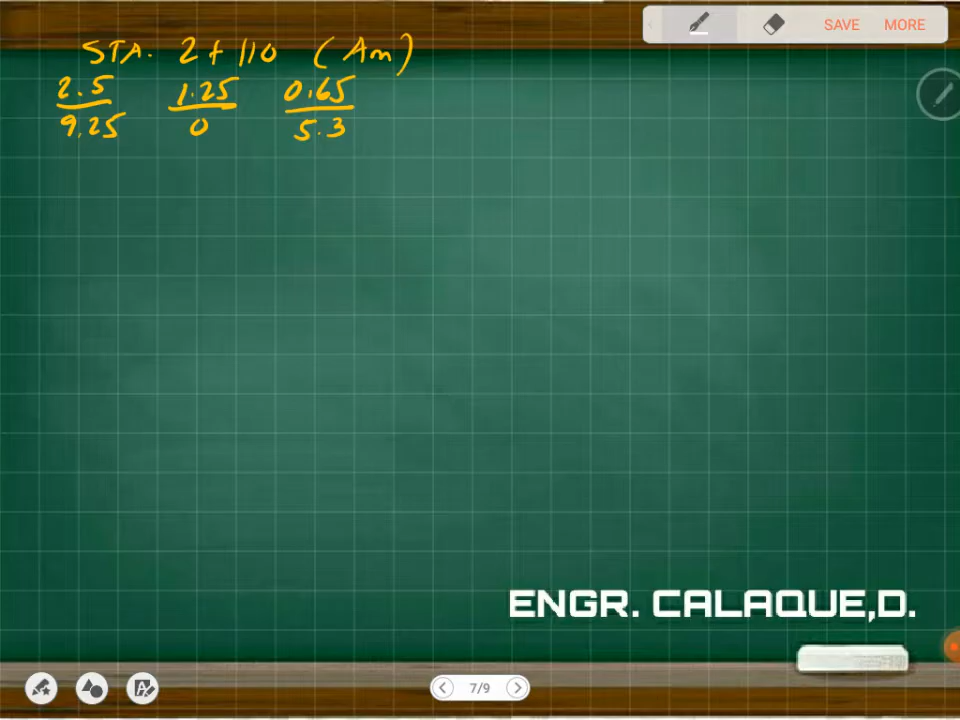 SAVE MORE
STA. 2+110 (Am)
2.5 1.25 0.65
9.25 0 5.3
ENGR. CALAQUE,D.
7/9